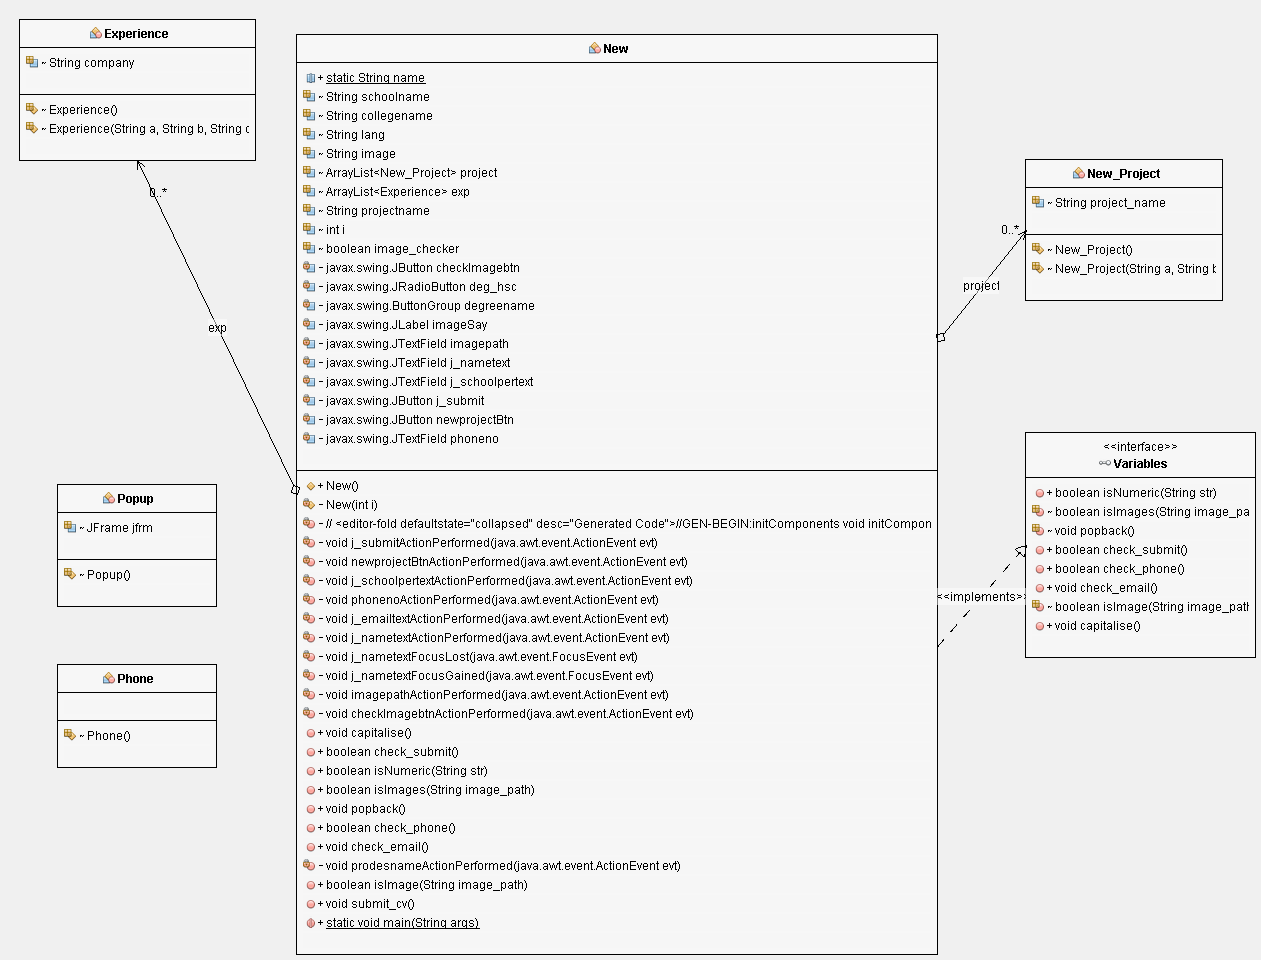 Experience
~ String company
~ Experience()
~ Experience(String a, String b, String c
0..*
exp
New
+ static String name
~ String schoolname
~ String collegename
~ String lang
~ String image
~ ArrayList<New_Project> project
~ ArrayList<Experience> exp
~ String projectname
~ int i
~ boolean image_checker
- javax.swing.JButton checkImagebtn
- javax.swing.JRadioButton deg_hsc
- javax.swing.ButtonGroup degreename
- javax.swing.JLabel imageSay
- javax.swing.JTextField imagepath
- javax.swing.JTextField j_nametext
- javax.swing.JTextField j_schoolpertext
- javax.swing.JButton j_submit
- javax.swing.JButton newprojectBtn
- javax.swing.JTextField phoneno
+ New()
- New(int i)
- // <editor-fold defaultstate="collapsed" desc="Generated Code">//GEN-BEGIN:initComponents void initCompon
- void j_submitActionPerformed(java.awt.event.ActionEvent evt)
- void newprojectBtnActionPerformed(java.awt.event.ActionEvent evt)
- void j_schoolpertextActionPerformed(java.awt.event.ActionEvent evt)
- void phonenoActionPerformed(java.awt.event.ActionEvent evt)
- void j_emailtextActionPerformed(java.awt.event.ActionEvent evt)
- void j_nametextActionPerformed(java.awt.event.ActionEvent evt)
- void j_nametextFocusLost(java.awt.event.FocusEvent evt)
- void j_nametextFocusGained(java.awt.event.FocusEvent evt)
- void imagepathActionPerformed(java.awt.event.ActionEvent evt)
- void checkImagebtnActionPerformed(java.awt.event.ActionEvent evt)
+ void capitalise()
+ boolean check_submit()
+ boolean isNumeric(String str)
+ boolean isImages(String image_path)
+ void popback()
+ boolean check_phone()
+ void check_email()
- void prodesnameActionPerformed(java.awt.event.ActionEvent evt)
+ boolean isImage(String image_path)
+ void submit_cv()
+ static void main(String args)
New_Project
~ String project_name
~ New_Project()
~ New_Project(String a, String b
0..*
project
<<interface>>
Variables
+ boolean isNumeric(String str)
~ boolean isImages(String image_pa
~ void popback()
+ boolean check_submit()
+ boolean check_phone()
+ void check_email()
~ boolean isImage(String image_path
+ void capitalise()
<<implements>>
Popup
~ JFrame jfrm
~ Popup()
Phone
~ Phone()